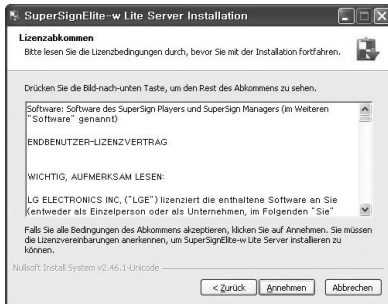 SuperSignElite-w Lite Server Installation
Lizenzabkommen
Bitte lesen Sie die Lizenzbedingungen durch, bevor Sie mit der Installation fortfahren.
Drücken Sie die Bild-nach-unten Taste, um den Rest des Abkommens zu sehen.
Software: Software des SuperSign Players und SuperSign Managers (im Weiteren
"Software" genannt)
ENDBENUTZER-LIZENZVERTRAG
WICHTIG, AUFMERKSAM LESEN:
LG ELECTRONICS INC, ("LGE") lizenziert die enthaltene Software an Sie
(entweder als Einzelperson oder als Unternehmen, im Folgenden "Sie"
Falls Sie alle Bedingungen des Abkommens akzeptieren, klicken Sie auf Annehmen. Sie müssen
die Lizenzvereinbarungen anerkennen, um SuperSignElite-w Lite Server installieren zu
können.
Nullsoft Install System v2.46.1-Unicode
< Zurück
Annehmen
Abbrechen